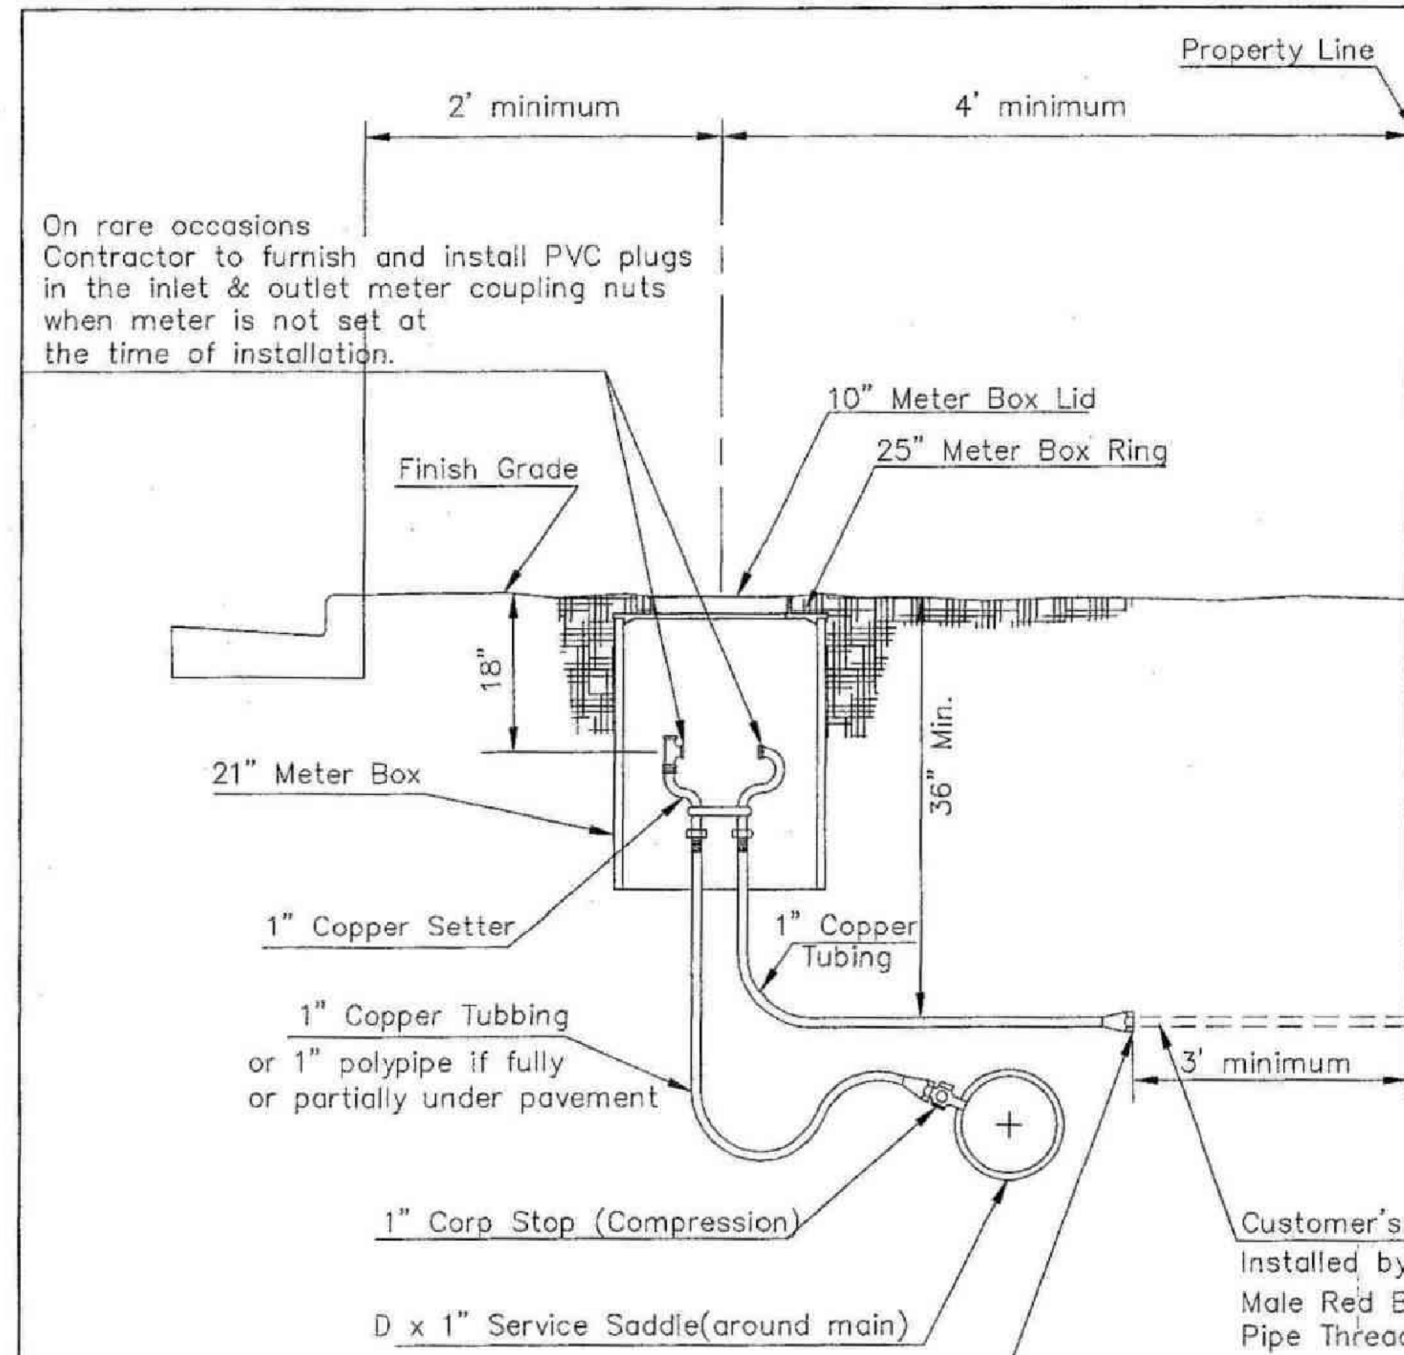 Property Line
2' minimum
4' minimum
On rare occasions
Contractor to furnish and install PVC plugs
in the inlet & outlet meter coupling nuts
when meter is not set at
the time of installation.
10" Meter Box Lid
25" Meter Box Ring
Finish Grade
18"
36" Min.
21" Meter Box
1" Copper Setter
1" Copper
Tubing
1" Copper Tubbing
or 1" polypipe if fully
or partially under pavement
3' minimum
1" Corp Stop (Compression)
D x 1" Service Saddle(around main)
Customer's
Installed by
Male Red B
Pipe Thread